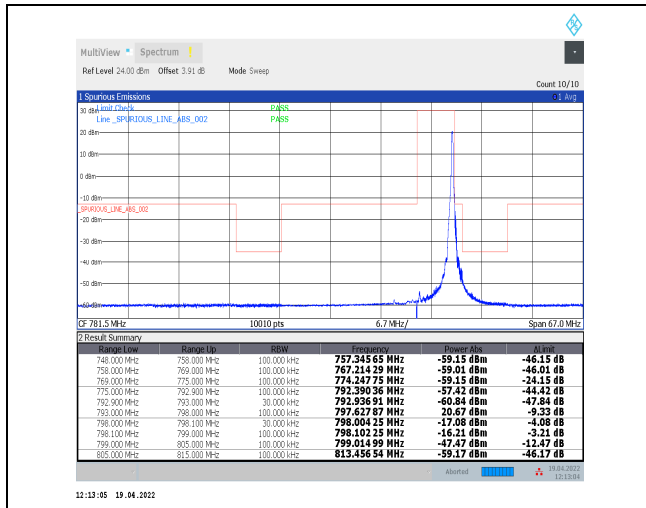 MultiView Spectrum !
Ref Level 24.00 dBm Offset 3.91 dB Mode Sweep
Count 10/10
1 Spurious Emissions 1 Avg
30 dBm Limit Check PASS
Line _SPURIOUS_LINE_ABS_002 PASS
20 dBm
10 dBm
0 dBm
-10 dBm
_SPURIOUS_LINE_ABS_002
-20 dBm
-30 dBm
-40 dBm
-50 dBm
-60 dBm
CF 781.5 MHz 10010 pts 6.7 MHz/ Span 67.0 MHz
2 Result Summary
Range Low Range Up RBW Frequency Power Abs ΔLimit
748.000 MHz 758.000 MHz 100.000 kHz 757.345 65 MHz -59.15 dBm -46.15 dB
758.000 MHz 769.000 MHz 100.000 kHz 767.214 29 MHz -59.01 dBm -46.01 dB
769.000 MHz 775.000 MHz 100.000 kHz 774.247 75 MHz -59.15 dBm -24.15 dB
775.000 MHz 792.900 MHz 100.000 kHz 792.390 36 MHz -57.42 dBm -44.42 dB
792.900 MHz 793.000 MHz 30.000 kHz 792.936 91 MHz -60.84 dBm -47.84 dB
793.000 MHz 798.000 MHz 100.000 kHz 797.627 87 MHz 20.67 dBm -9.33 dB
798.000 MHz 798.100 MHz 30.000 kHz 798.004 25 MHz -17.08 dBm -4.08 dB
798.100 MHz 799.000 MHz 100.000 kHz 798.102 25 MHz -16.21 dBm -3.21 dB
799.000 MHz 805.000 MHz 100.000 kHz 799.014 99 MHz -47.47 dBm -12.47 dB
805.000 MHz 815.000 MHz 100.000 kHz 813.456 54 MHz -59.17 dBm -46.17 dB
Aborted 19.04.2022
12:13:04
12:13:05 19.04.2022